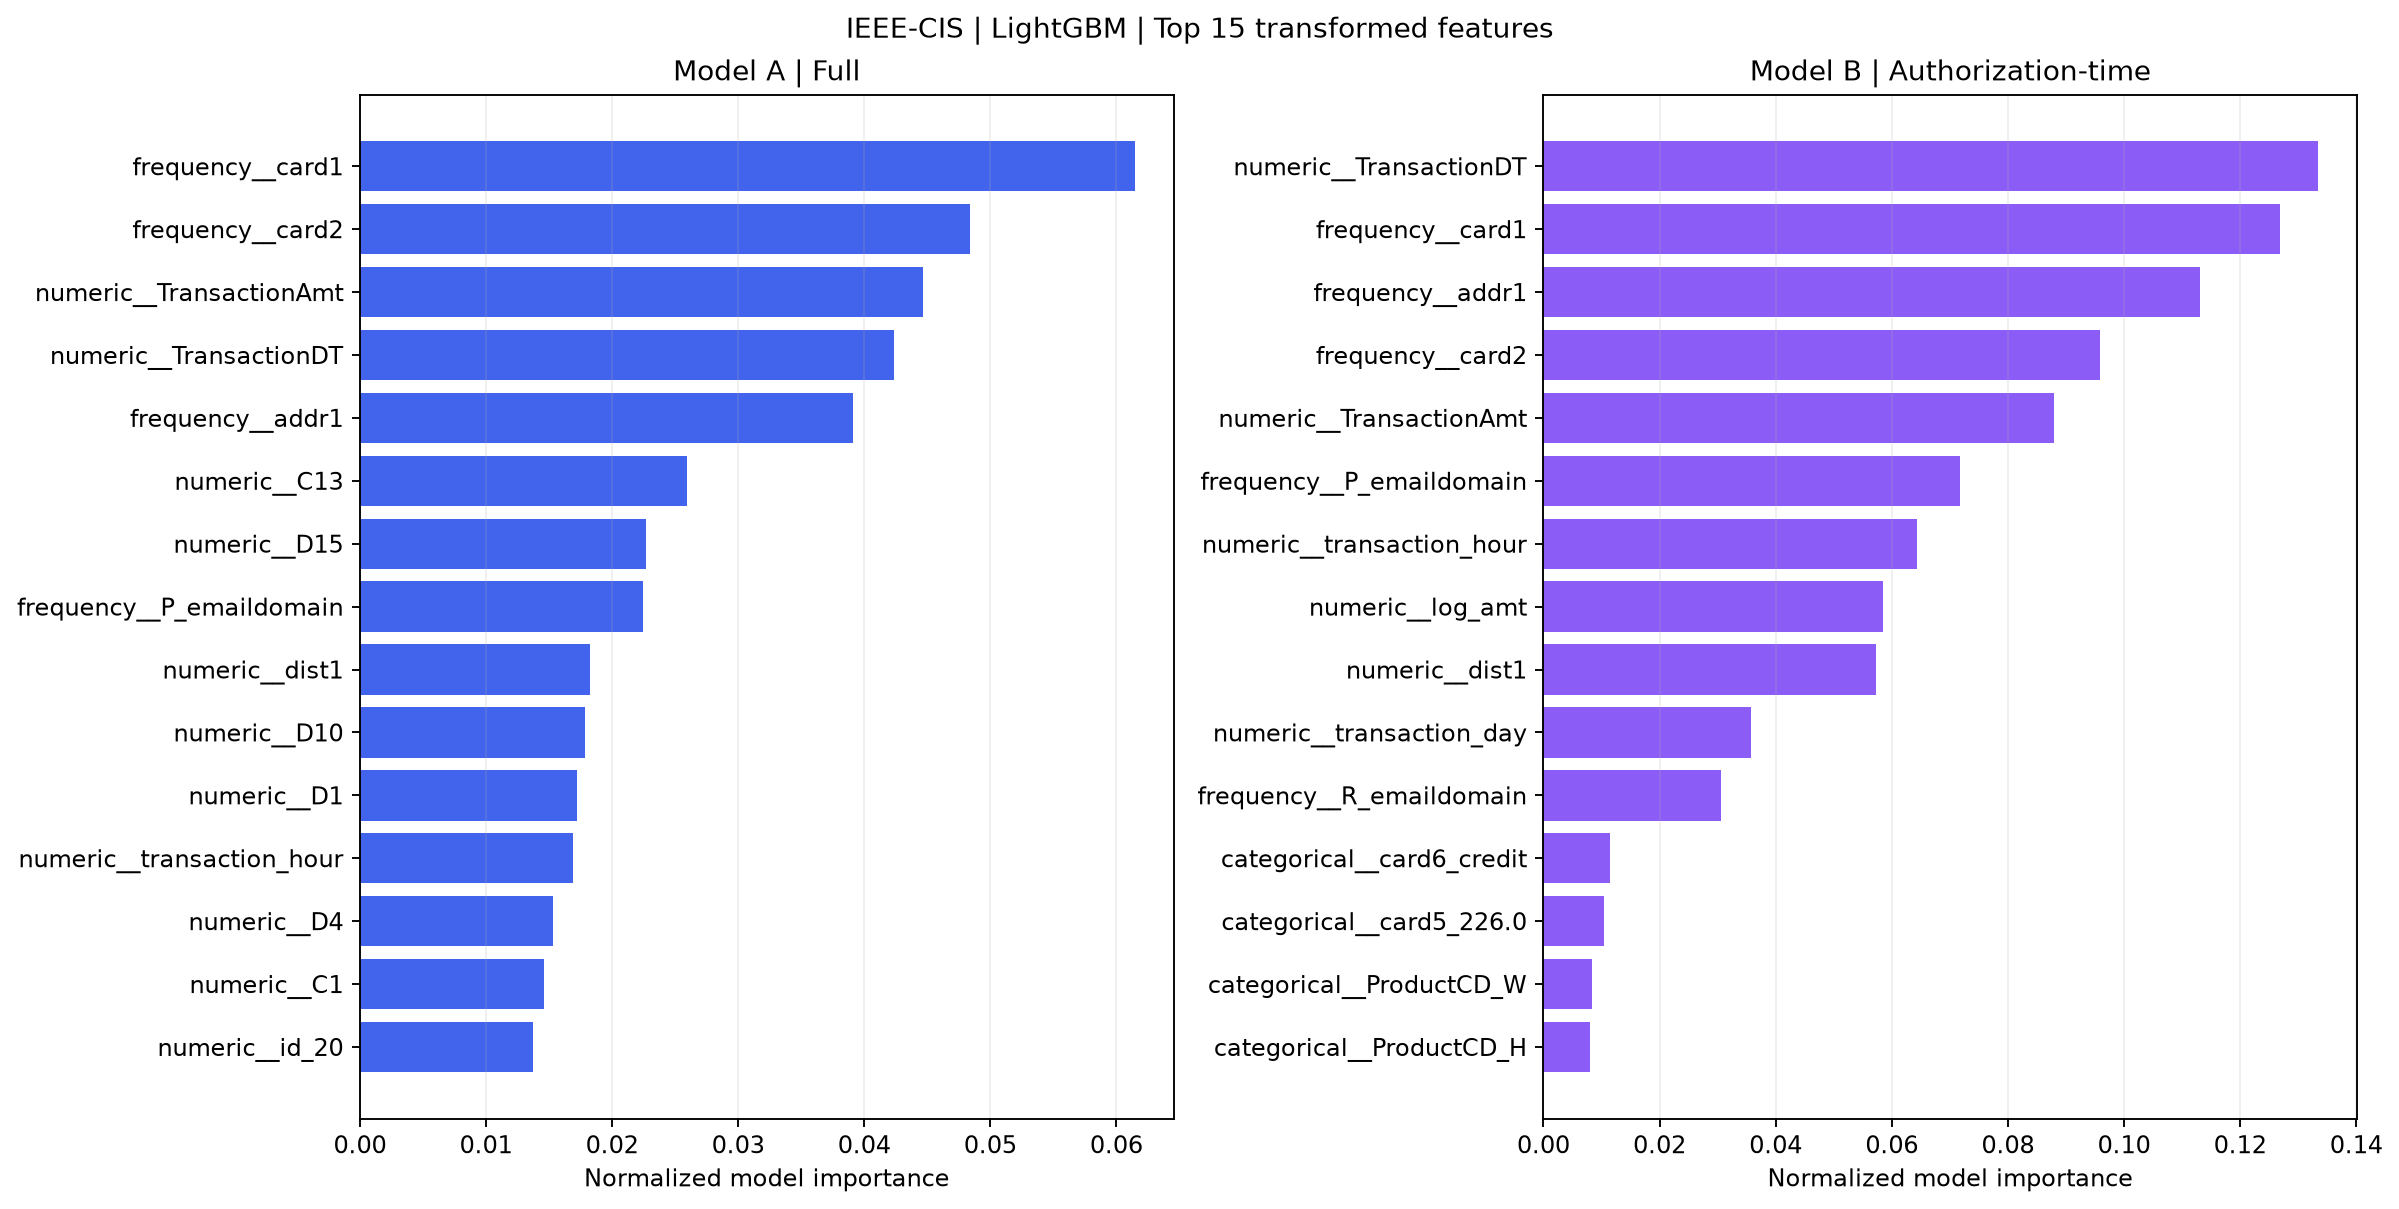 IEEE-CIS | LightGBM | Top 15 transformed features
Model A | Full
frequency__card1
frequency__card2
numeric__TransactionAmt
numeric__TransactionDT
frequency__addr1
numeric__C13
numeric__D15
frequency__P_emaildomain
numeric__dist1
numeric__D10
numeric__D1
numeric__transaction_hour
numeric__D4
numeric__C1
numeric__id_20
0.00 0.01 0.02 0.03 0.04 0.05 0.06
Normalized model importance
Model B | Authorization-time
numeric__TransactionDT
frequency__card1
frequency__addr1
frequency__card2
numeric__TransactionAmt
frequency__P_emaildomain
numeric__transaction_hour
numeric__log_amt
numeric__dist1
numeric__transaction_day
frequency__R_emaildomain
categorical__card6_credit
categorical__card5_226.0
categorical__ProductCD_W
categorical__ProductCD_H
0.00 0.02 0.04 0.06 0.08 0.10 0.12 0.14
Normalized model importance